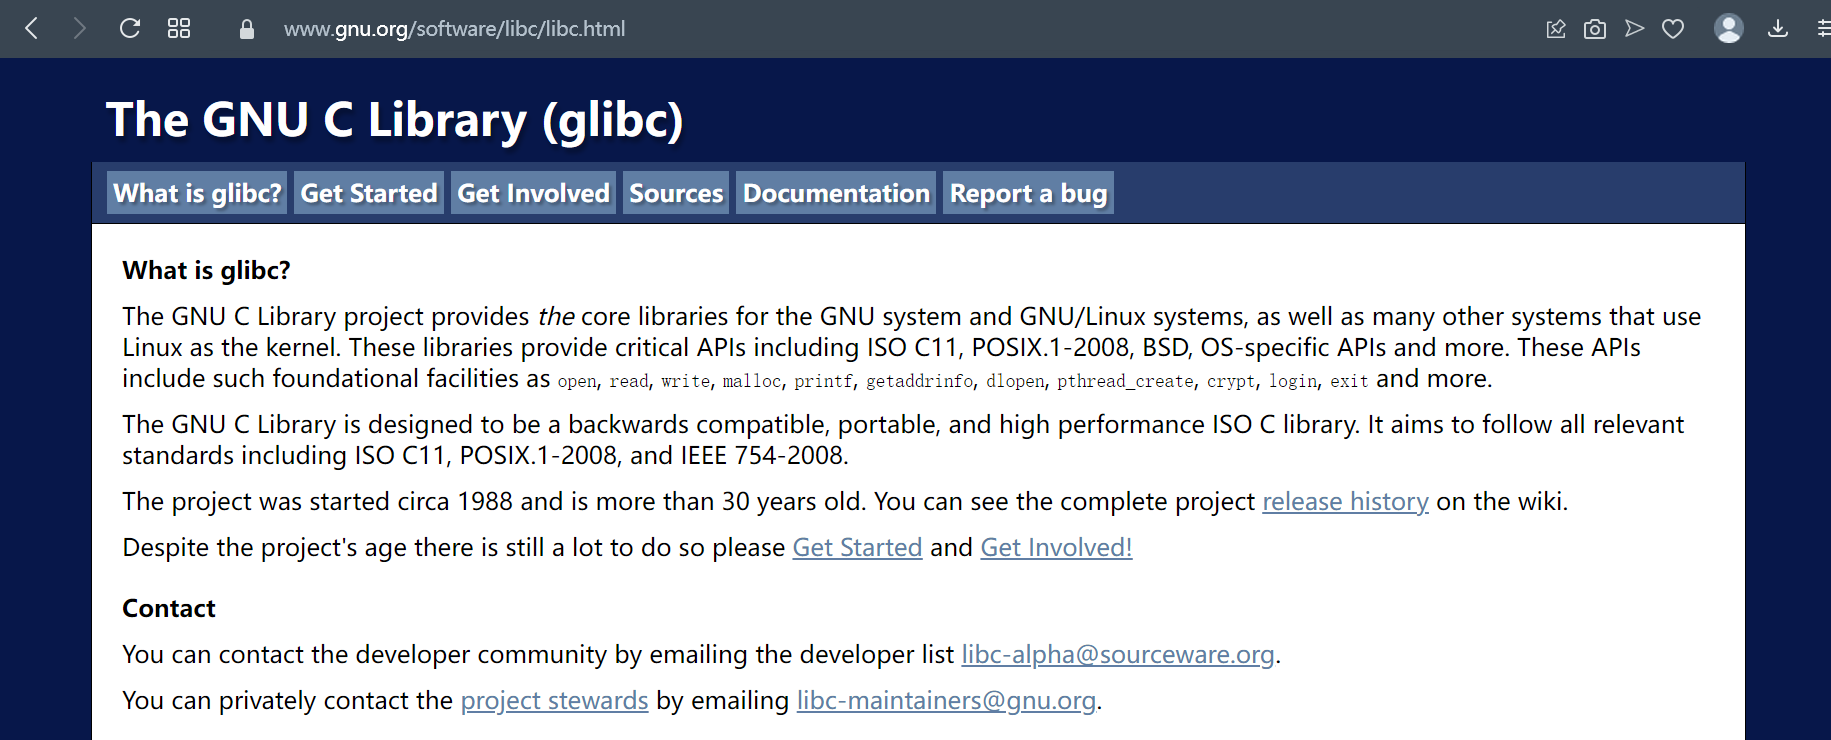 www.gnu.org/software/libc/libc.html
The GNU C Library (glibc)
What is glibc? Get Started Get Involved Sources Documentation Report a bug
What is glibc?
The GNU C Library project provides the core libraries for the GNU system and GNU/Linux systems, as well as many other systems that use
Linux as the kernel. These libraries provide critical APIs including ISO C11, POSIX.1-2008, BSD, OS-specific APIs and more. These APIs
include such foundational facilities as open, read, write, malloc, printf, getaddrinfo, dlopen, pthread_create, crypt, login, exit and more.
The GNU C Library is designed to be a backwards compatible, portable, and high performance ISO C library. It aims to follow all relevant
standards including ISO C11, POSIX.1-2008, and IEEE 754-2008.
The project was started circa 1988 and is more than 30 years old. You can see the complete project release history on the wiki.
Despite the project's age there is still a lot to do so please Get Started and Get Involved!
Contact
You can contact the developer community by emailing the developer list libc-alpha@sourceware.org.
You can privately contact the project stewards by emailing libc-maintainers@gnu.org.